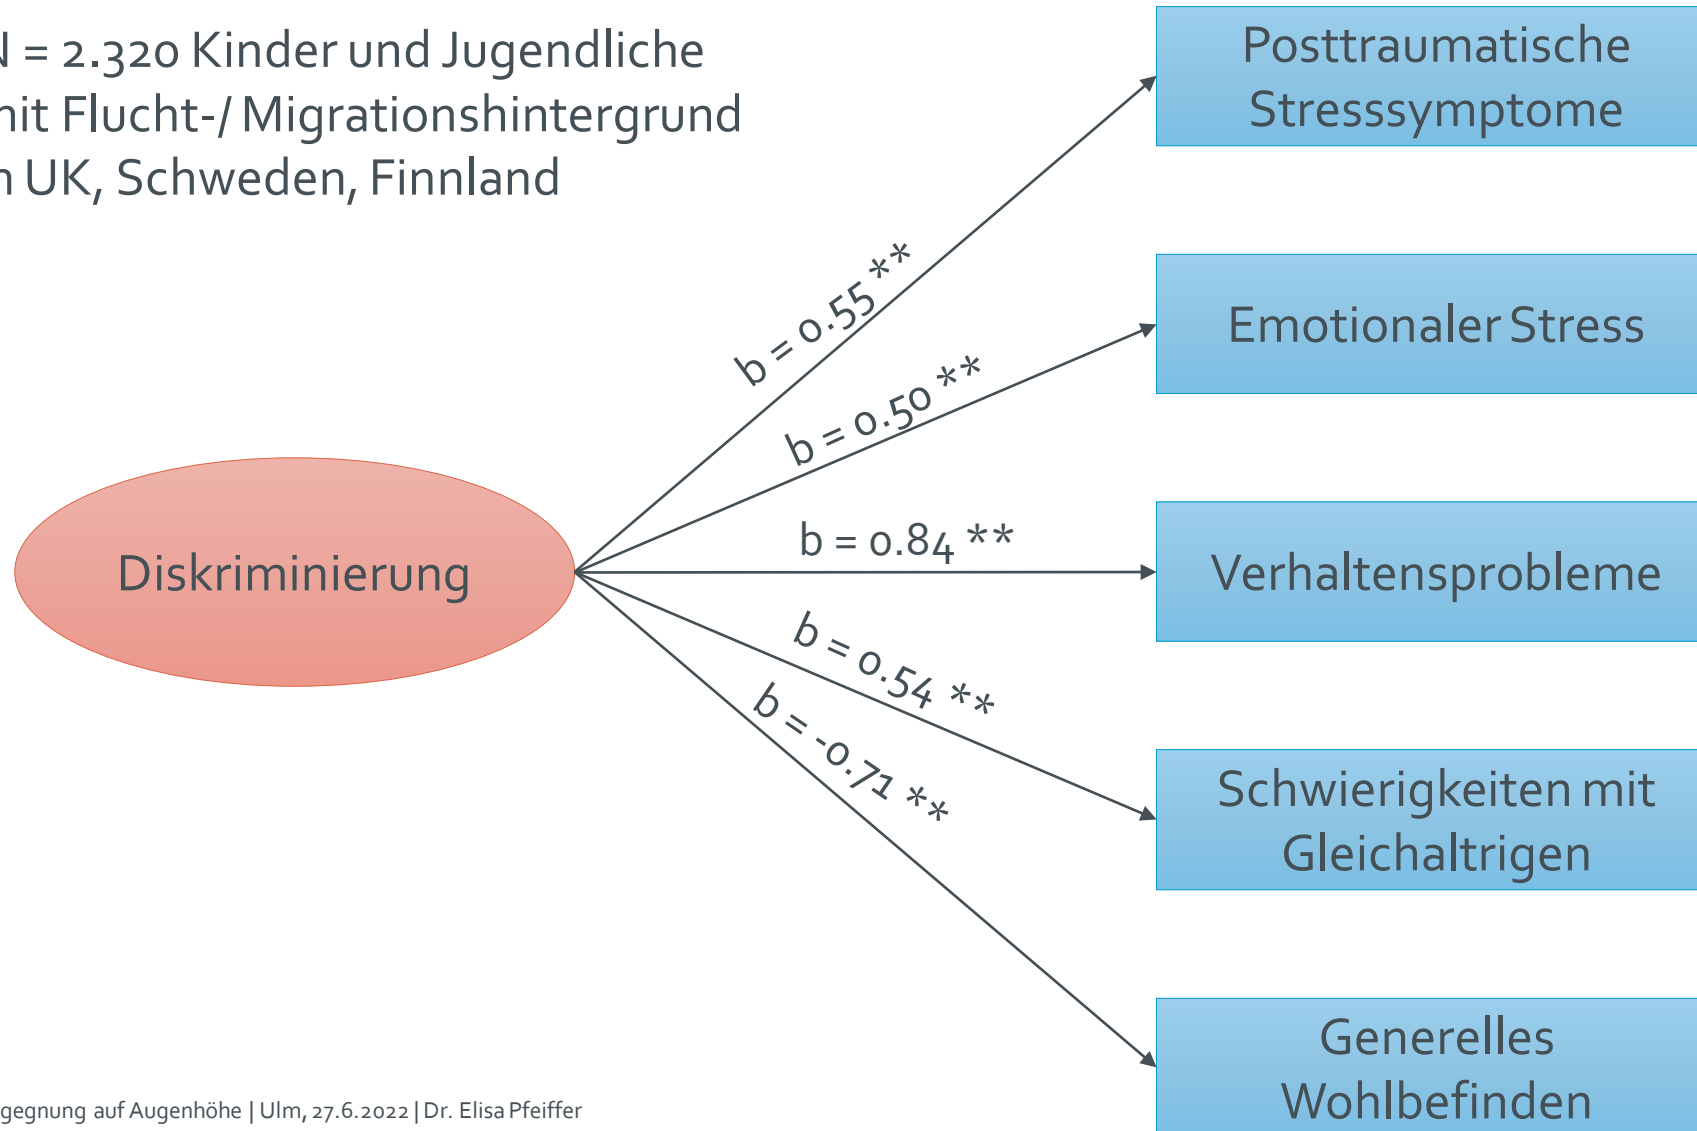 N = 2.320 Kinder und Jugendliche
mit Flucht-/ Migrationshintergrund
n UK, Schweden, Finnland
Posttraumatische
Stresssymptome
b = 0.55 **
Emotionaler Stress
b = 0.50 **
Diskriminierung
b = 0.84 **
Verhaltensprobleme
b = 0.54 **
Schwierigkeiten mit
Gleichaltrigen
b = -0.71 **
Generelles
Wohlbefinden
gegnung auf Augenhöhe | Ulm, 27.6.2022 | Dr. Elisa Pfeiffer